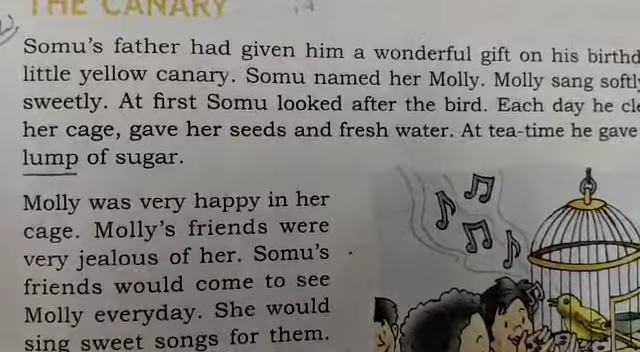 THE CANARY
Somu's father had given him a wonderful gift on his
little yellow canary. Somu named her Molly. Molly sang
sweetly. At first Somu looked after the bird. Each day he
her cage, gave her seeds and fresh water. At tea-time he gave
lump of sugar.
Molly was very happy in her
cage. Molly's friends were
very jealous of her. Somu's
friends would come to see
Molly everyday. She would
sing sweet songs for them.